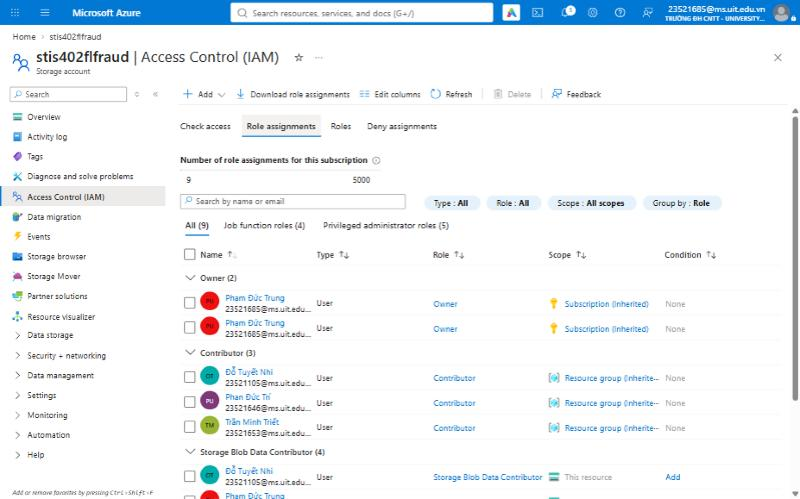 Microsoft Azure
Search resources, services, and docs (G+/)
23521685@ms.uit.edu.vn
TRƯỜNG ĐH CNTT - UNIVERSITY...
Home > stis402flfraud
stis402flfraud | Access Control (IAM)
Storage account
Search
Add
Download role assignments
Edit columns
Refresh
Delete
Feedback
Overview
Activity log
Tags
Diagnose and solve problems
Access Control (IAM)
Data migration
Events
Storage browser
Storage Mover
Partner solutions
Resource visualizer
Data storage
Security + networking
Data management
Settings
Monitoring
Automation
Help
Add or remove favorites by pressing Ctrl+Shift+F
Check access
Role assignments
Roles
Deny assignments
Number of role assignments for this subscription
9 5000
Search by name or email
Type : All
Role : All
Scope : All scopes
Group by : Role
All (9)
Job function roles (4)
Privileged administrator roles (5)
Name Type Role Scope Condition
Owner (2)
PĐ Phạm Đức Trung User Owner Subscription (Inherited) None
23521685@ms.uit.edu...
Phạm Đức Trung User Owner Subscription (Inherited) None
23521685@ms.uit.edu...
Contributor (3)
Đỗ Tuyết Nhi User Contributor Resource group (Inherite... None
23521105@ms.uit.edu...
Phan Đức Trí User Contributor Resource group (Inherite... None
23521646@ms.uit.edu...
TM Trần Minh Triết User Contributor Resource group (Inherite... None
23521653@ms.uit.edu...
Storage Blob Data Contributor (4)
Đỗ Tuyết Nhi User Storage Blob Data Contributor This resource Add
23521105@ms.uit.edu...
Phạm Đức Trung